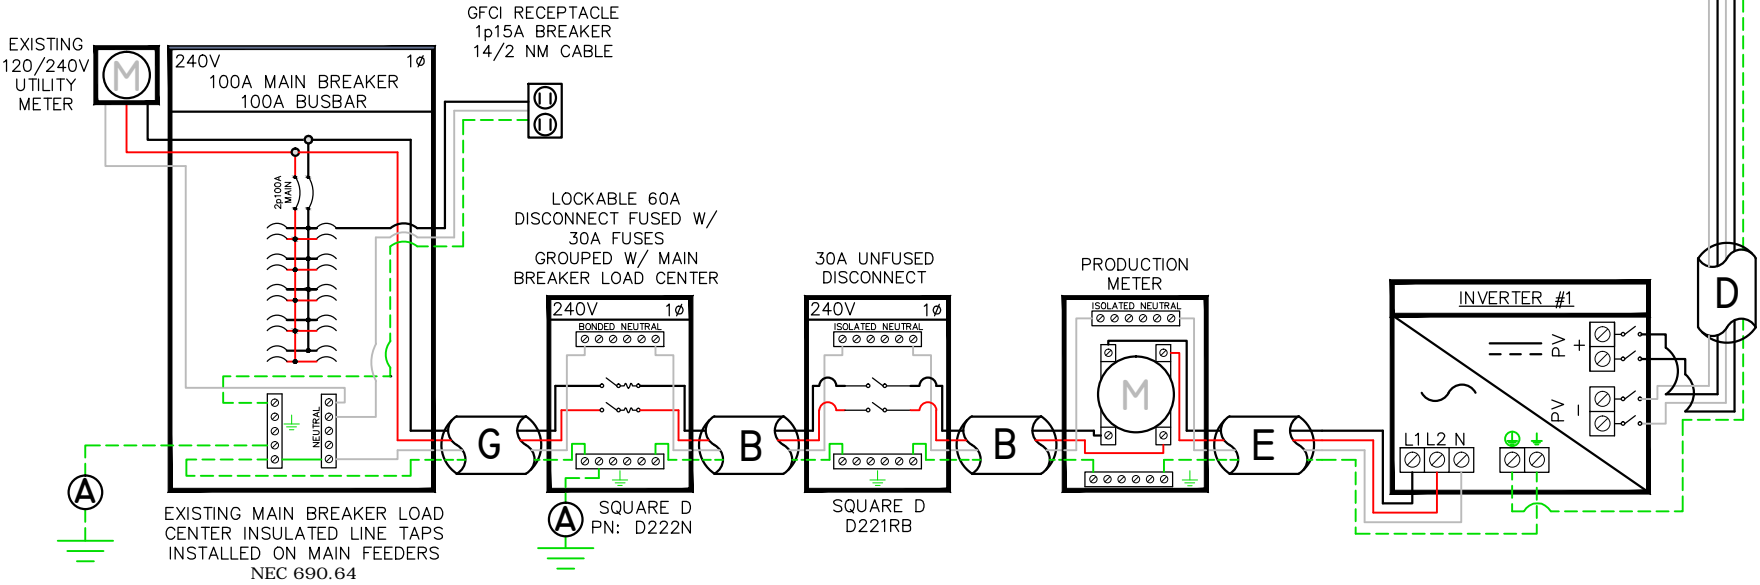 GFCI RECEPTACLE
1p15A BREAKER
14/2 NM CABLE
EXISTING
120/240V
UTILITY
METER
M
240V 1ø
100A MAIN BREAKER
100A BUSBAR
2p100A
MAIN
NEUTRAL
A
EXISTING MAIN BREAKER LOAD
CENTER INSULATED LINE TAPS
INSTALLED ON MAIN FEEDERS
NEC 690.64
G
LOCKABLE 60A
DISCONNECT FUSED W/
30A FUSES
GROUPED W/ MAIN
BREAKER LOAD CENTER
240V 1ø
BONDED NEUTRAL
A
SQUARE D
PN: D222N
B
30A UNFUSED
DISCONNECT
240V 1ø
ISOLATED NEUTRAL
SQUARE D
D221RB
B
PRODUCTION
METER
ISOLATED NEUTRAL
M
E
INVERTER #1
PV +
PV -
L1 L2 N
D